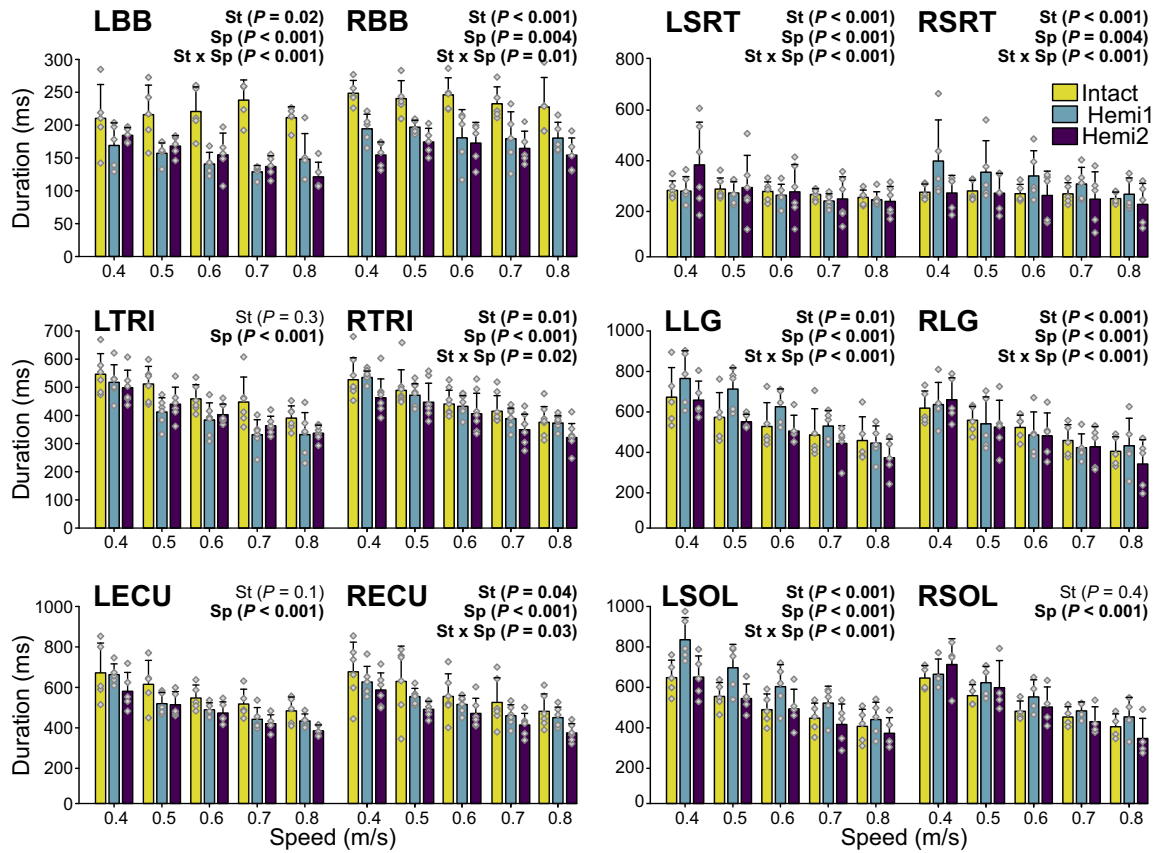 LBB
St (P = 0.02)
Sp (P < 0.001)
St x Sp (P < 0.001)
RBB
St (P < 0.001)
Sp (P = 0.004)
St x Sp (P = 0.01)
Duration (ms)
300
250
200
150
100
50
0
0.4 0.5 0.6 0.7 0.8
0.4 0.5 0.6 0.7 0.8
LSRT
St (P < 0.001)
Sp (P < 0.001)
St x Sp (P < 0.001)
RSRT
St (P < 0.001)
Sp (P = 0.004)
St x Sp (P < 0.001)
Intact
Hemi1
Hemi2
800
600
400
200
0
0.4 0.5 0.6 0.7 0.8
0.4 0.5 0.6 0.7 0.8
LTRI
St (P = 0.3)
Sp (P < 0.001)
RTRI
St (P = 0.01)
Sp (P < 0.001)
St x Sp (P = 0.02)
Duration (ms)
700
600
500
400
300
200
100
0
0.4 0.5 0.6 0.7 0.8
0.4 0.5 0.6 0.7 0.8
LLG
St (P = 0.01)
Sp (P < 0.001)
St x Sp (P < 0.001)
RLG
St (P < 0.001)
Sp (P < 0.001)
St x Sp (P < 0.001)
1000
800
600
400
200
0
0.4 0.5 0.6 0.7 0.8
0.4 0.5 0.6 0.7 0.8
LECU
St (P = 0.1)
Sp (P < 0.001)
RECU
St (P = 0.04)
Sp (P < 0.001)
St x Sp (P = 0.03)
Duration (ms)
1000
800
600
400
200
0
0.4 0.5 0.6 0.7 0.8
0.4 0.5 0.6 0.7 0.8
Speed (m/s)
LSOL
St (P < 0.001)
Sp (P < 0.001)
St x Sp (P < 0.001)
RSOL
St (P = 0.4)
Sp (P < 0.001)
1000
800
600
400
200
0
0.4 0.5 0.6 0.7 0.8
0.4 0.5 0.6 0.7 0.8
Speed (m/s)